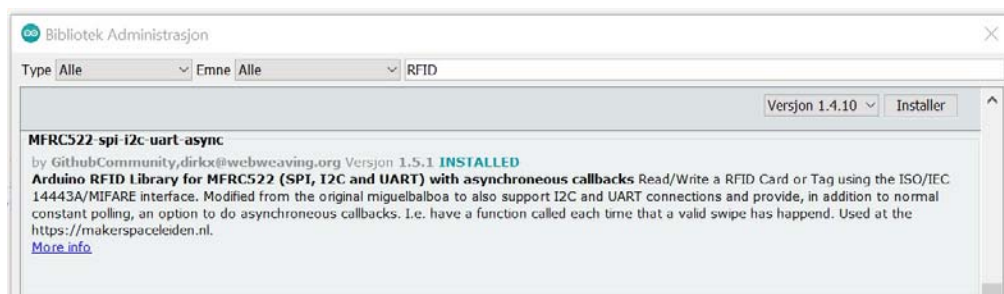 Bibliotek Administrasjon
Type Alle Emne Alle RFID
Versjon 1.4.10 Installer
MFRC522-spi-i2c-uart-async
by GithubCommunity,dirkx@webweaving.org Versjon 1.5.1 INSTALLED
Arduino RFID Library for MFRC522 (SPI, I2C and UART) with asynchroneous callbacks Read/Write a RFID Card or Tag using the ISO/IEC
14443A/MIFARE interface. Modified from the original miguelbalboa to also support I2C and UART connections and provide, in addition to normal
constant polling, an option to do asynchroneous callbacks. I.e. have a function called each time that a valid swipe has happend. Used at the
https://makerspaceleiden.nl.
More info